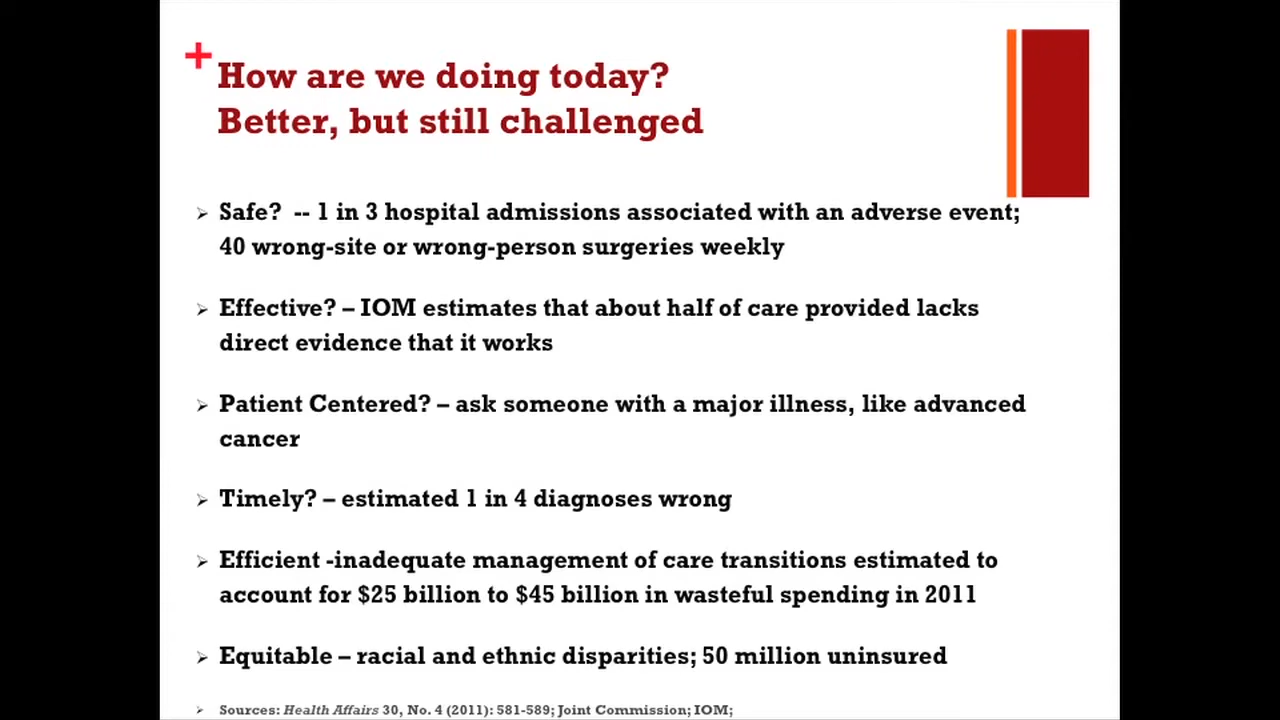 +
How are we doing today?
Better, but still challenged
➢ Safe?  -- 1 in 3 hospital admissions associated with an adverse event;
40 wrong-site or wrong-person surgeries weekly
➢ Effective? – IOM estimates that about half of care provided lacks
direct evidence that it works
➢ Patient Centered? – ask someone with a major illness, like advanced
cancer
➢ Timely? – estimated 1 in 4 diagnoses wrong
➢ Efficient -inadequate management of care transitions estimated to
account for $25 billion to $45 billion in wasteful spending in 2011
➢ Equitable – racial and ethnic disparities; 50 million uninsured
➢ Sources: Health Affairs 30, No. 4 (2011): 581-589; Joint Commission; IOM;